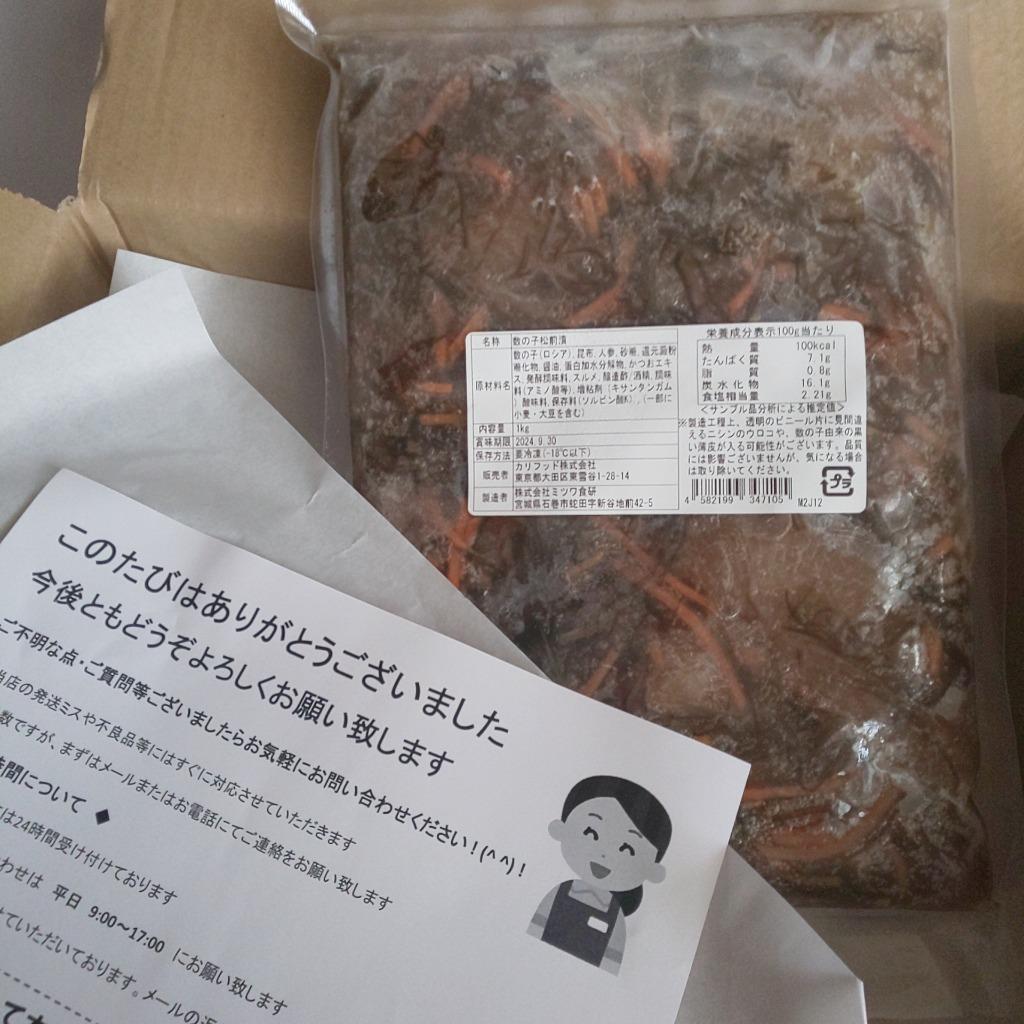 名称 数の子松前漬
原材料名 数の子(ロシア)、昆布、人参、砂糖、還元澱粉
糖化物、醤油、蛋白加水分解物、かつおエキ
ス、発酵調味料、スルメ、醸造酢/酒精、調味
料(アミノ酸等)、増粘剤(キサンタンガム
)、酸味料、保存料(ソルビン酸K)、(一部に
小麦・大豆を含む)
内容量 1kg
賞味期限 2024.9.30
保存方法 要冷凍(-18℃以下)
販売者 カリフード株式会社
東京都大田区東雪谷1-28-14
製造者 株式会社ミツワ食研
宮城県石巻市蛇田字新谷地前42-5
栄養成分表示100g当たり
熱量 100kcal
たんぱく質 7.1g
脂質 0.8g
炭水化物 16.1g
食塩相当量 2.21g
<サンプル品分析による推定値>
※製造工程上、透明のビニール片に見間違
えるニシンのウロコや、数の子由来の黒
い薄皮が入る可能性がございます。品質
には影響ございませんが、気になる場合
は取り除いてください。
4 582199 347105
M2J12
プラ
このたびはありがとうございました
今後ともどうぞよろしくお願い致します
ご不明な点・ご質問等ございましたらお気軽にお問い合わせください！(^^)！
当店の発送ミスや不良品等にはすぐに対応させていただきます
数ですが、まずはメールまたはお電話にてご連絡をお願い致します
時間について ◆
は24時間受け付けております
わせは 平日 9:00～17:00 にお願い致します
せていただいております。メールの返